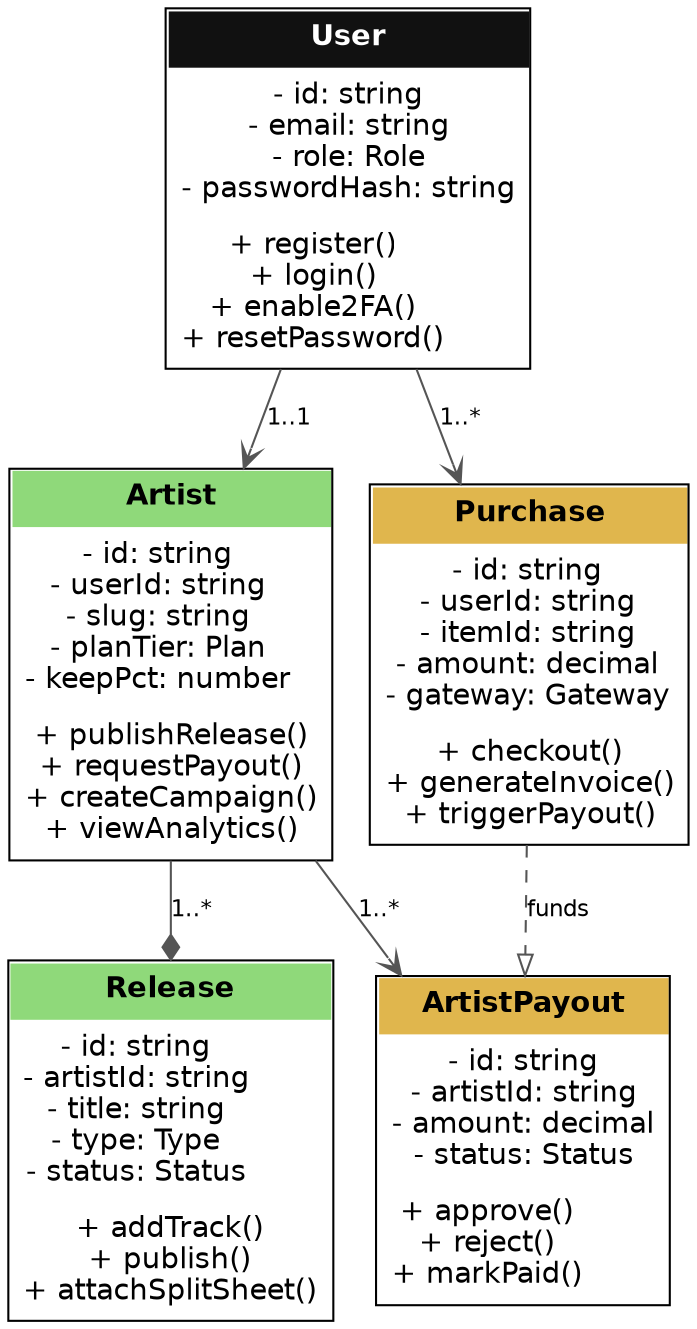 User
- id: string
- email: string
- role: Role
- passwordHash: string
+ register()
+ login()
+ enable2FA()
+ resetPassword()
1..1
1..*
Artist
- id: string
- userId: string
- slug: string
- planTier: Plan
- keepPct: number
+ publishRelease()
+ requestPayout()
+ createCampaign()
+ viewAnalytics()
Purchase
- id: string
- userId: string
- itemId: string
- amount: decimal
- gateway: Gateway
+ checkout()
+ generateInvoice()
+ triggerPayout()
1..*
1..*
funds
Release
- id: string
- artistId: string
- title: string
- type: Type
- status: Status
+ addTrack()
+ publish()
+ attachSplitSheet()
ArtistPayout
- id: string
- artistId: string
- amount: decimal
- status: Status
+ approve()
+ reject()
+ markPaid()